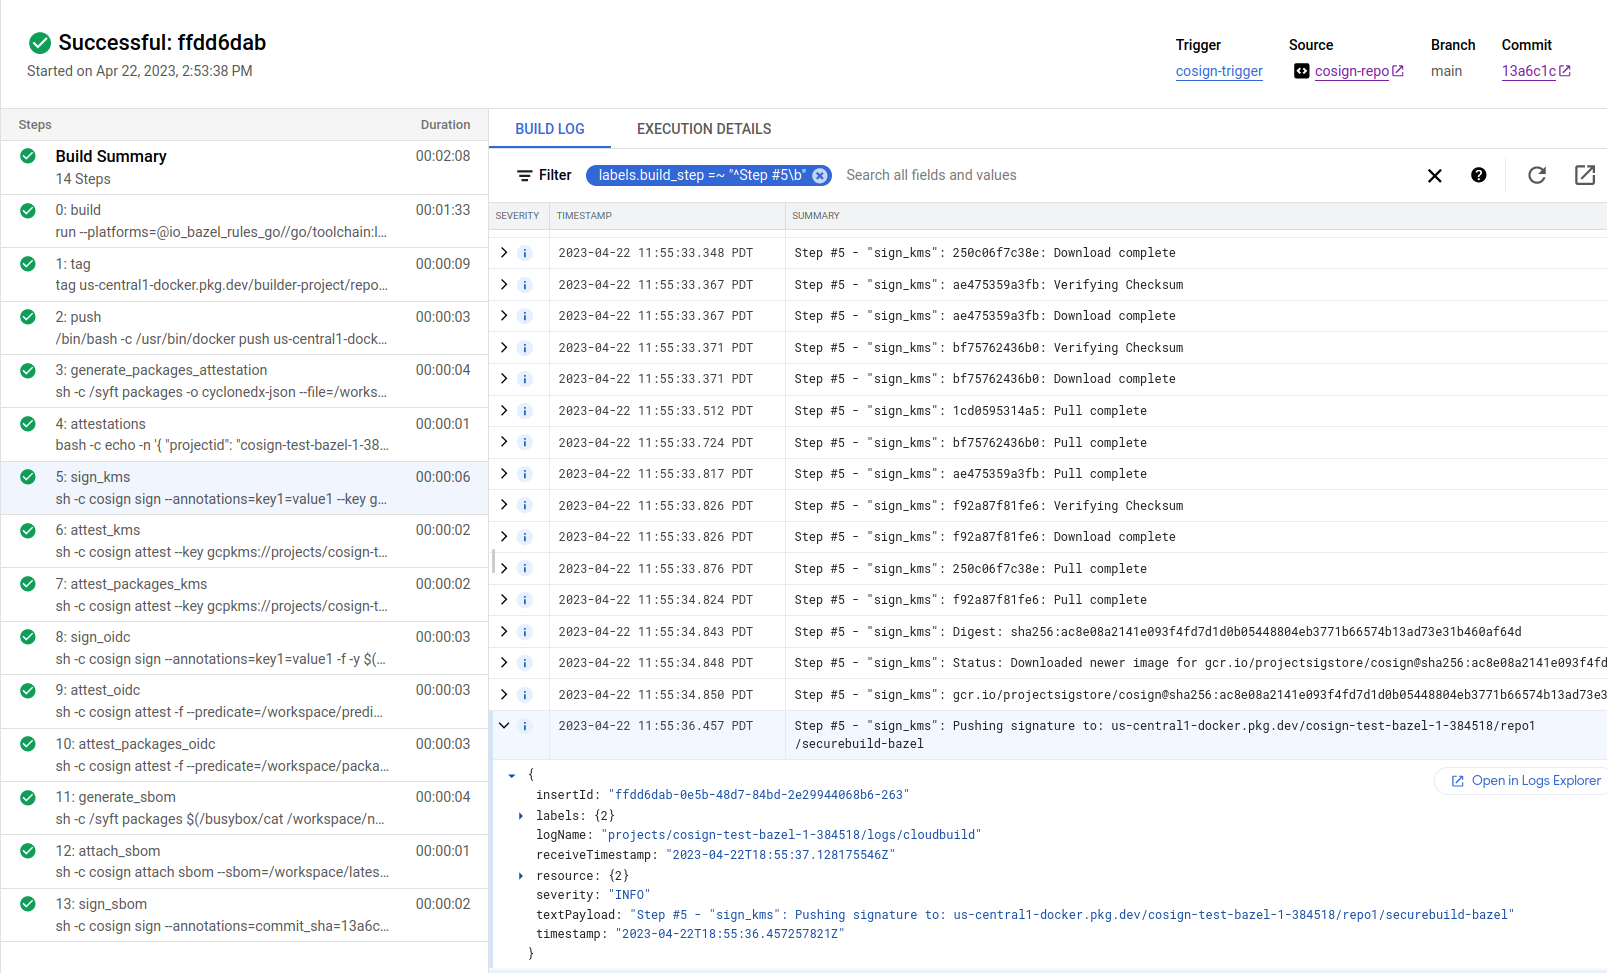 Successful: ffdd6dab
Started on Apr 22, 2023, 2:53:38 PM
Trigger Source Branch Commit
cosign-trigger cosign-repo main 13a6c1c
Steps Duration
Build Summary 00:02:08
14 Steps
0: build 00:01:33
run --platforms=@io_bazel_rules_go//go/toolchain:l…
1: tag 00:00:09
tag us-central1-docker.pkg.dev/builder-project/repo…
2: push 00:00:03
/bin/bash -c /usr/bin/docker push us-central1-dock…
3: generate_packages_attestation 00:00:04
sh -c /syft packages -o cyclonedx-json --file=/works…
4: attestations 00:00:01
bash -c echo -n '{ "projectid": "cosign-test-bazel-1-38…
5: sign_kms 00:00:06
sh -c cosign sign --annotations=key1=value1 --key g…
6: attest_kms 00:00:02
sh -c cosign attest --key gcpkms://projects/cosign-t…
7: attest_packages_kms 00:00:02
sh -c cosign attest --key gcpkms://projects/cosign-t…
8: sign_oidc 00:00:03
sh -c cosign sign --annotations=key1=value1 -f -y $(…
9: attest_oidc 00:00:03
sh -c cosign attest -f --predicate=/workspace/predi…
10: attest_packages_oidc 00:00:03
sh -c cosign attest -f --predicate=/workspace/packa…
11: generate_sbom 00:00:04
sh -c /syft packages $(/busybox/cat /workspace/n…
12: attach_sbom 00:00:01
sh -c cosign attach sbom --sbom=/workspace/lates…
13: sign_sbom 00:00:02
sh -c cosign sign --annotations=commit_sha=13a6c…
BUILD LOG EXECUTION DETAILS
Filter labels.build_step =~ "^Step #5\b" Search all fields and values
SEVERITY TIMESTAMP SUMMARY
2023-04-22 11:55:33.348 PDT Step #5 - "sign_kms": 250c06f7c38e: Download complete
2023-04-22 11:55:33.367 PDT Step #5 - "sign_kms": ae475359a3fb: Verifying Checksum
2023-04-22 11:55:33.367 PDT Step #5 - "sign_kms": ae475359a3fb: Download complete
2023-04-22 11:55:33.371 PDT Step #5 - "sign_kms": bf75762436b0: Verifying Checksum
2023-04-22 11:55:33.371 PDT Step #5 - "sign_kms": bf75762436b0: Download complete
2023-04-22 11:55:33.512 PDT Step #5 - "sign_kms": 1cd0595314a5: Pull complete
2023-04-22 11:55:33.724 PDT Step #5 - "sign_kms": bf75762436b0: Pull complete
2023-04-22 11:55:33.817 PDT Step #5 - "sign_kms": ae475359a3fb: Pull complete
2023-04-22 11:55:33.826 PDT Step #5 - "sign_kms": f92a87f81fe6: Verifying Checksum
2023-04-22 11:55:33.826 PDT Step #5 - "sign_kms": f92a87f81fe6: Download complete
2023-04-22 11:55:33.876 PDT Step #5 - "sign_kms": 250c06f7c38e: Pull complete
2023-04-22 11:55:34.824 PDT Step #5 - "sign_kms": f92a87f81fe6: Pull complete
2023-04-22 11:55:34.843 PDT Step #5 - "sign_kms": Digest: sha256:ac8e08a2141e093f4fd7d1d0b05448804eb3771b66574b13ad73e31b460af64d
2023-04-22 11:55:34.848 PDT Step #5 - "sign_kms": Status: Downloaded newer image for gcr.io/projectsigstore/cosign@sha256:ac8e08a2141e093f4fd
2023-04-22 11:55:34.850 PDT Step #5 - "sign_kms": gcr.io/projectsigstore/cosign@sha256:ac8e08a2141e093f4fd7d1d0b05448804eb3771b66574b13ad73e3
2023-04-22 11:55:36.457 PDT Step #5 - "sign_kms": Pushing signature to: us-central1-docker.pkg.dev/cosign-test-bazel-1-384518/repo1
/securebuild-bazel
{
Open in Logs Explorer
insertId: "ffdd6dab-0e5b-48d7-84bd-2e29944068b6-263"
labels: {2}
logName: "projects/cosign-test-bazel-1-384518/logs/cloudbuild"
receiveTimestamp: "2023-04-22T18:55:37.128175546Z"
resource: {2}
severity: "INFO"
textPayload: "Step #5 - "sign_kms": Pushing signature to: us-central1-docker.pkg.dev/cosign-test-bazel-1-384518/repo1/securebuild-bazel"
timestamp: "2023-04-22T18:55:36.457257821Z"
}